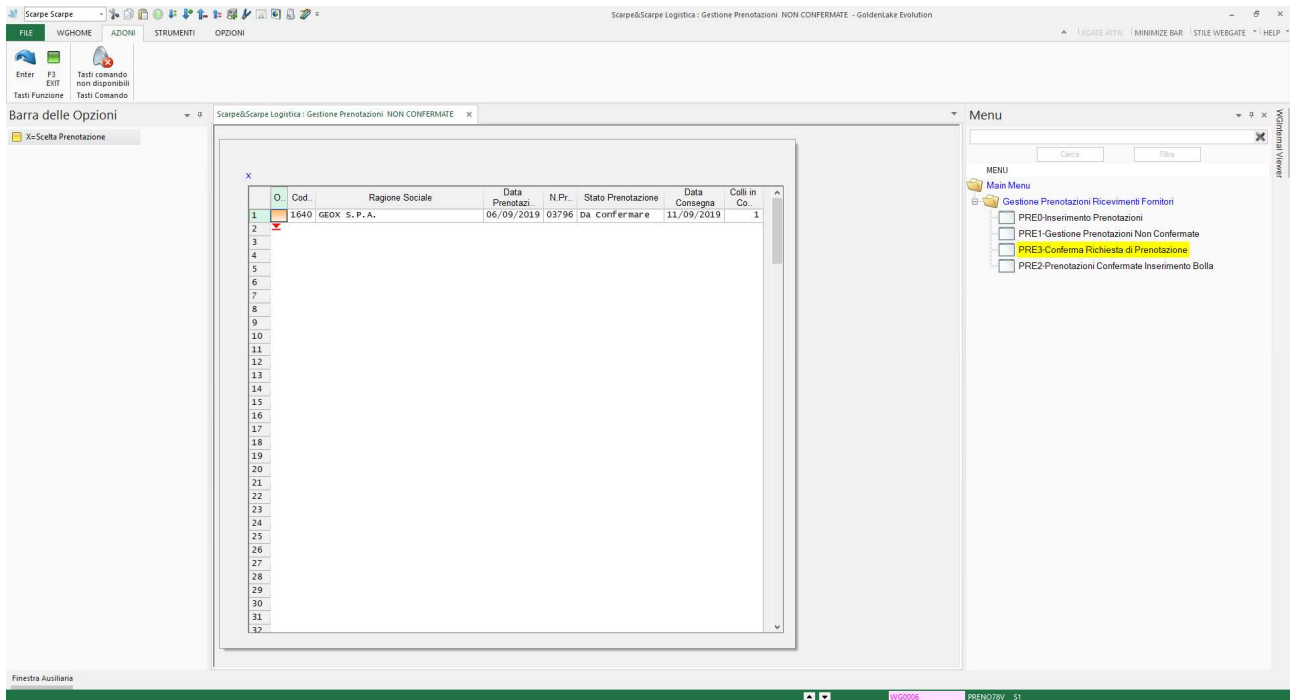 Scarpe Scarpe
Scarpe&Scarpe Logistica : Gestione Prenotazioni NON CONFERMATE - GoldenLake Evolution
FILE WGHOME AZIONI STRUMENTI OPZIONI
XGATE ATTN MINIMIZE BAR STILE WEBGATE HELP
Enter F3 EXIT Tasti comando non disponibili
Tasti Funzione Tasti Comando
Barra delle Opzioni
X=Scelta Prenotazione
Scarpe&Scarpe Logistica : Gestione Prenotazioni NON CONFERMATE x
X
O.. Cod.. Ragione Sociale Data Prenotazi.. N.Pr.. Stato Prenotazione Data Consegna Colli in Co..
1 1640 GEOX S.P.A. 06/09/2019 03796 Da Confermare 11/09/2019 1
2
3
4
5
6
7
8
9
10
11
12
13
14
15
16
17
18
19
20
21
22
23
24
25
26
27
28
29
30
31
32
Menu
Cerca Filtra
MENU
Main Menu
Gestione Prenotazioni Ricevimenti Fornitori
PRE0-Inserimento Prenotazioni
PRE1-Gestione Prenotazioni Non Confermate
PRE3-Conferma Richiesta di Prenotazione
PRE2-Prenotazioni Confermate Inserimento Bolla
WGInternal Viewer
Finestra Ausiliaria
WG0006 PRENO78V S1